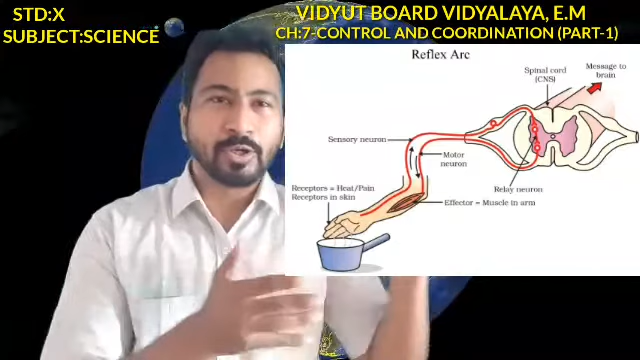 STD:X
SUBJECT:SCIENCE
VIDYUT BOARD VIDYALAYA, E.M
CH:7-CONTROL AND COORDINATION (PART-1)
Reflex Arc
Spinal cord
(CNS)
Message to
brain
Sensory neuron
Motor
neuron
Relay neuron
Receptors = Heat/Pain
Receptors in skin
Effector = Muscle in arm